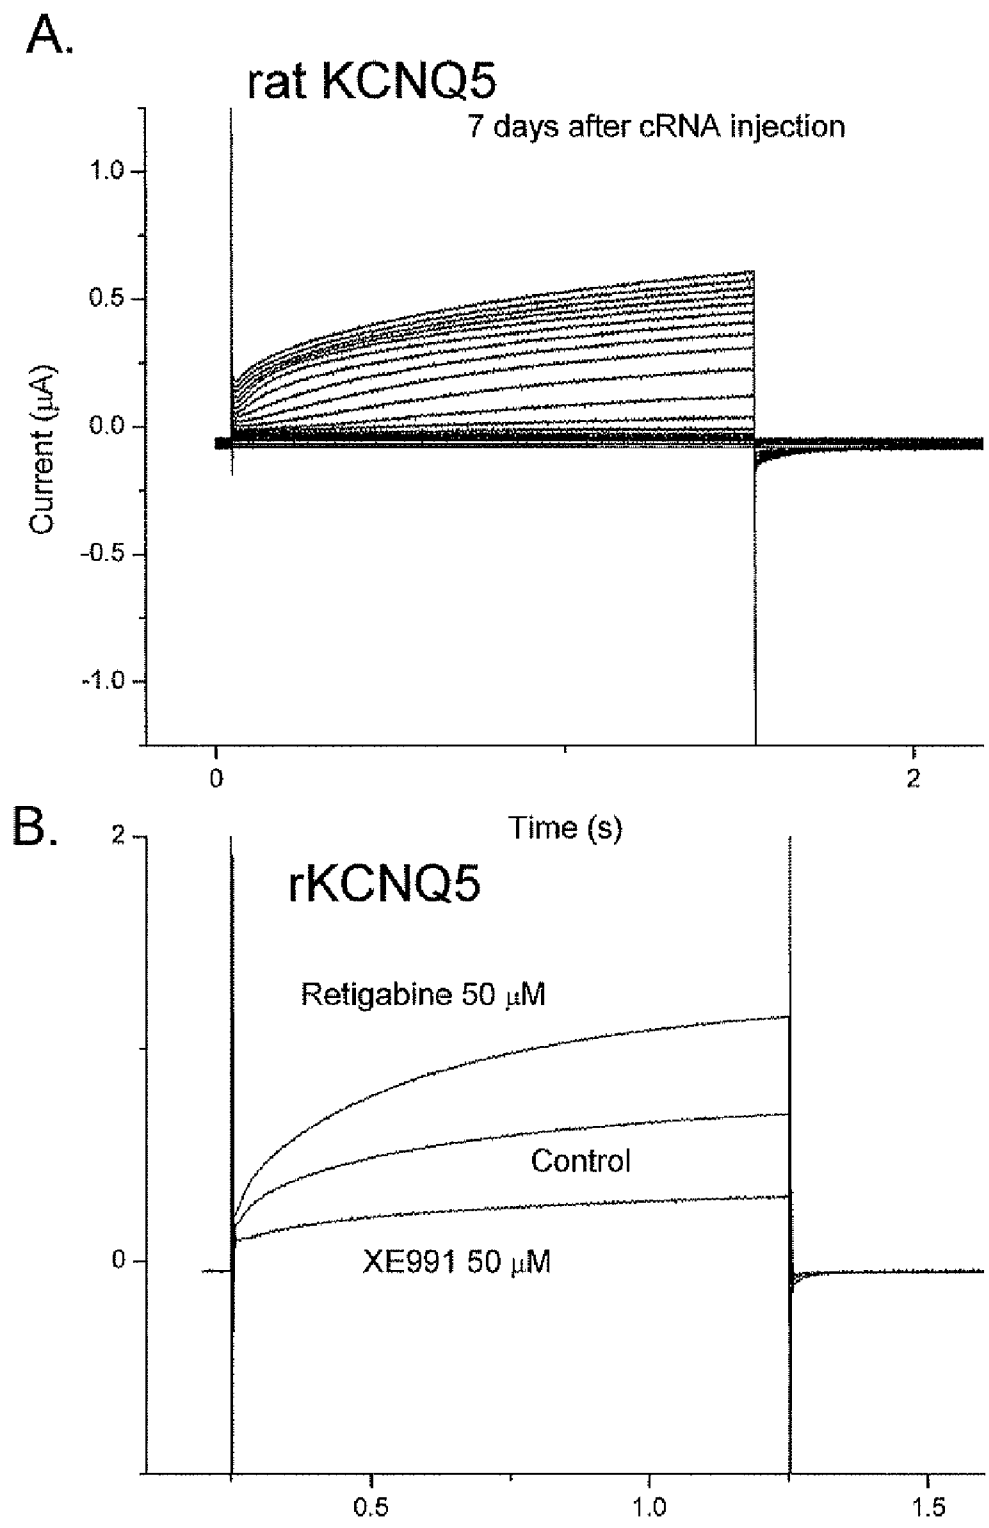 A.
rat KCNQ5
7 days after cRNA injection
1.0
0.5
0.0
-0.5
-1.0
Current (µA)
0
2
Time (s)
B.
2
rKCNQ5
Retigabine 50 µM
Control
XE991 50 µM
0
0.5
1.0
1.5